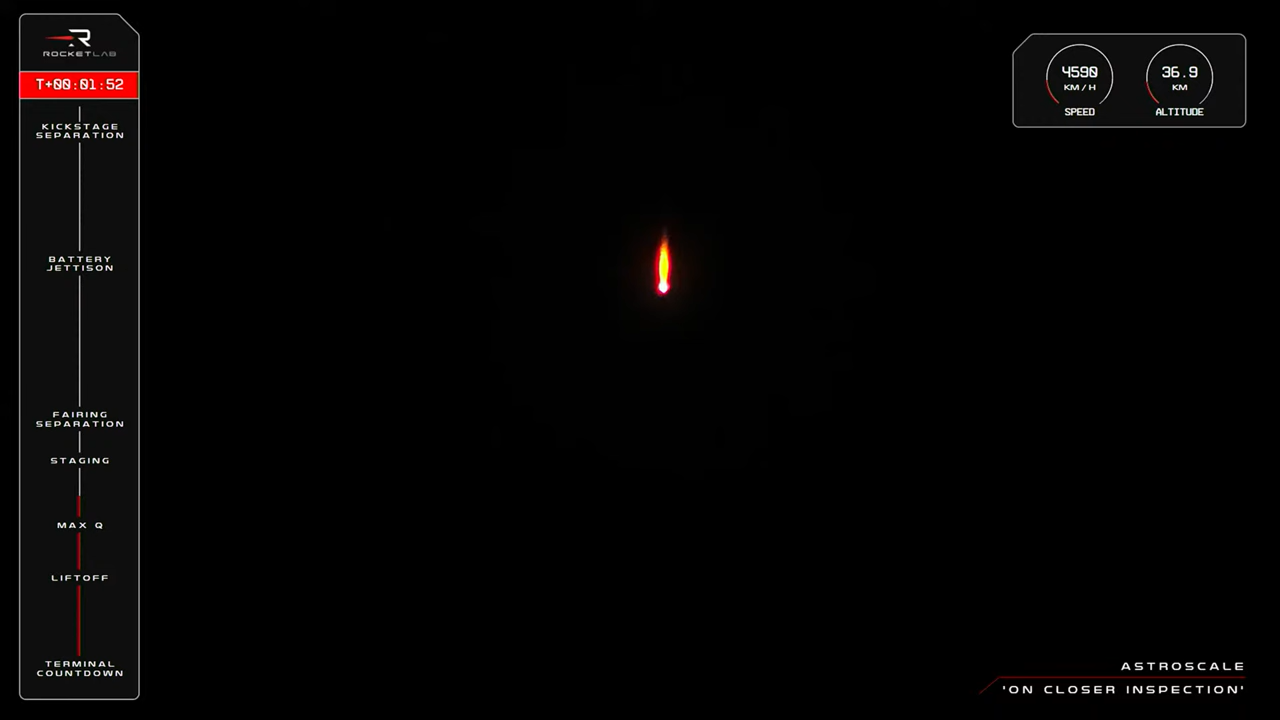 ROCKETLAB
T+00:01:52
KICKSTAGE
SEPARATION
BATTERY
JETTISON
FAIRING
SEPARATION
STAGING
MAX Q
LIFTOFF
TERMINAL
COUNTDOWN
4590
KM/H
SPEED
36.9
KM
ALTITUDE
ASTROSCALE
'ON CLOSER INSPECTION'